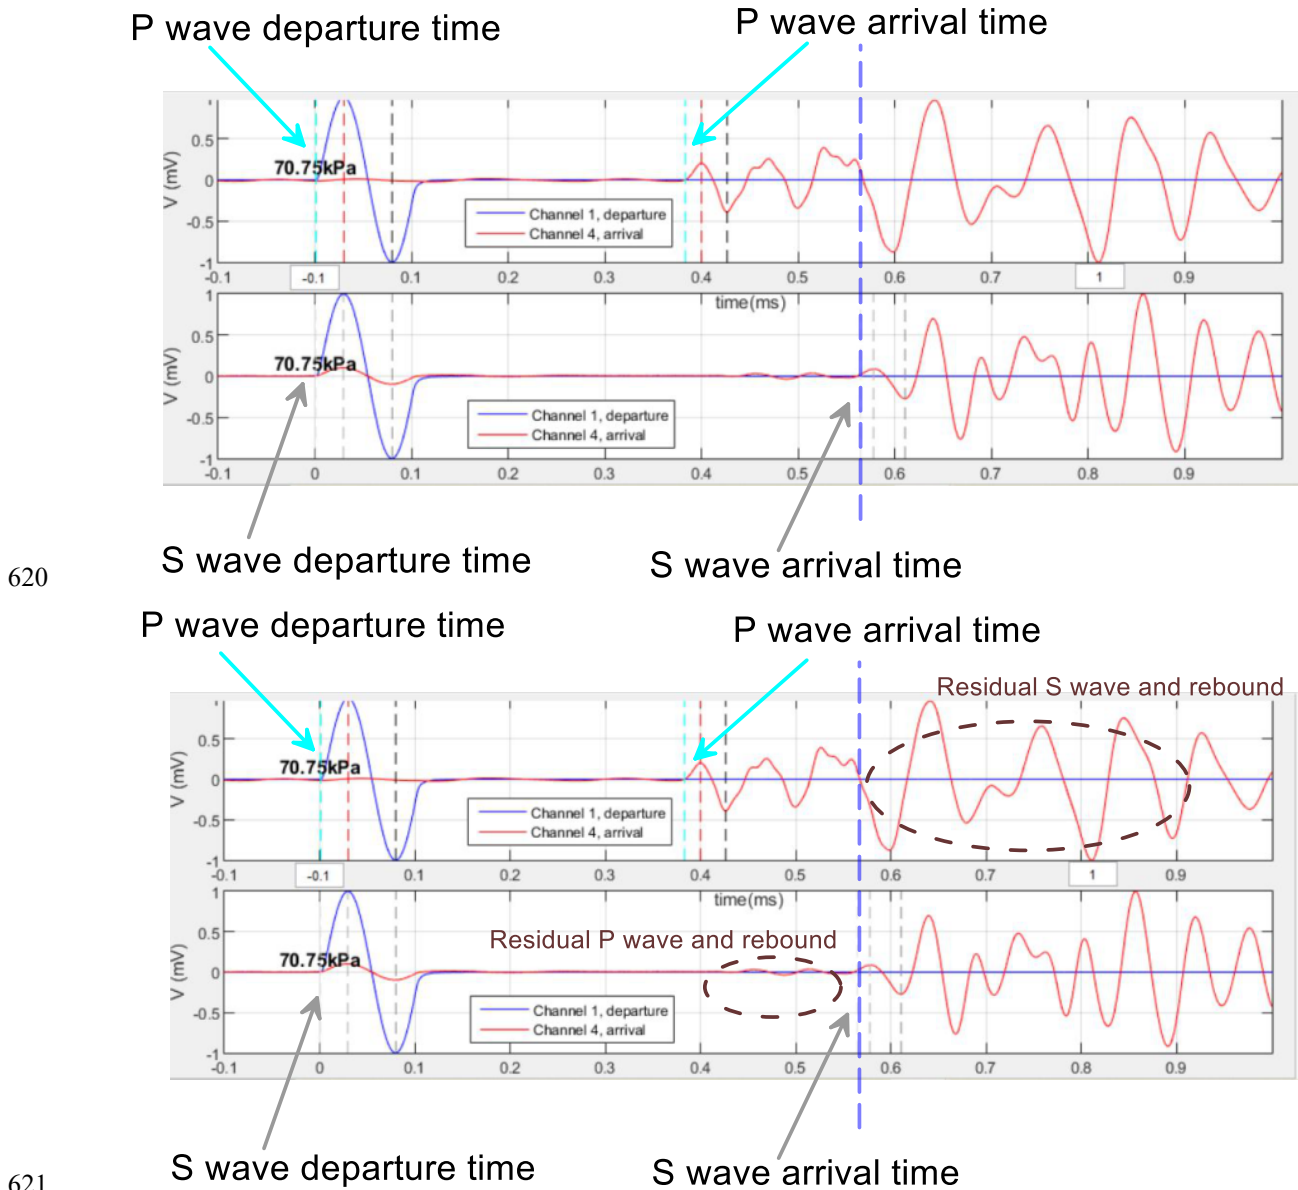 P wave departure time
P wave arrival time
1
0.5
0
-0.5
-1
V (mV)
70.75kPa
Channel 1, departure
Channel 4, arrival
-0.1 0.1 0.2 0.3 0.4 0.5 0.6 0.7 0.9
-0.1
1
time(ms)
1
0.5
0
-0.5
-1
V (mV)
70.75kPa
Channel 1, departure
Channel 4, arrival
-0.1 0 0.1 0.2 0.3 0.4 0.5 0.6 0.7 0.8 0.9
S wave departure time
S wave arrival time
620
P wave departure time
P wave arrival time
Residual S wave and rebound
0.5
0
-0.5
-1
V (mV)
70.75kPa
Channel 1, departure
Channel 4, arrival
-0.1 0.1 0.2 0.3 0.4 0.5 0.6 0.7 0.9
-0.1
1
time(ms)
1
0.5
0
-0.5
-1
V (mV)
Residual P wave and rebound
70.75kPa
Channel 1, departure
Channel 4, arrival
-0.1 0 0.1 0.2 0.3 0.4 0.5 0.6 0.7 0.8 0.9
S wave departure time
S wave arrival time
621